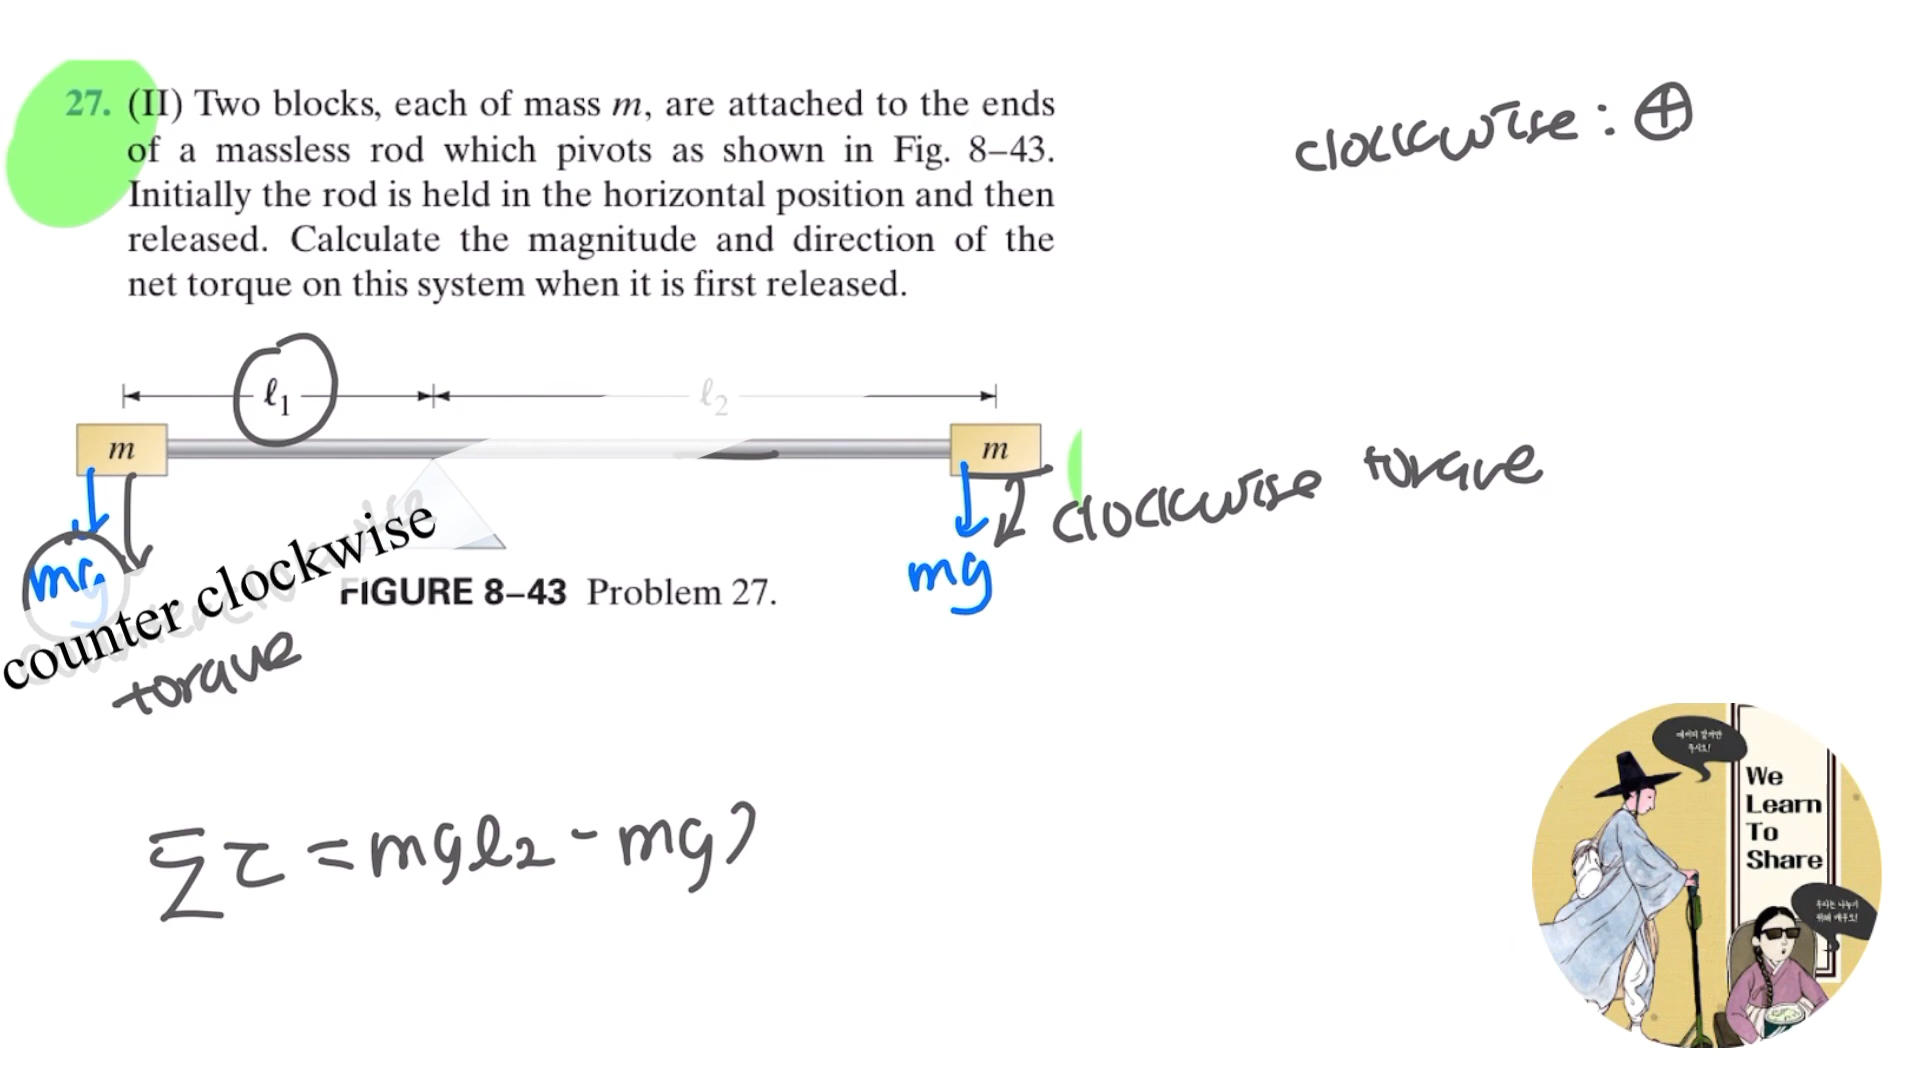 27. (II) Two blocks, each of mass m, are attached to the ends
of a massless rod which pivots as shown in Fig. 8–43.
Initially the rod is held in the horizontal position and then
released. Calculate the magnitude and direction of the
net torque on this system when it is first released.
clockwise : ⊕
ℓ₁
ℓ₂
m
m
mg
mg
clockwise torque
counter clockwise
torque
FIGURE 8–43 Problem 27.
Στ = mgℓ₂ - mg
We
Learn
To
Share